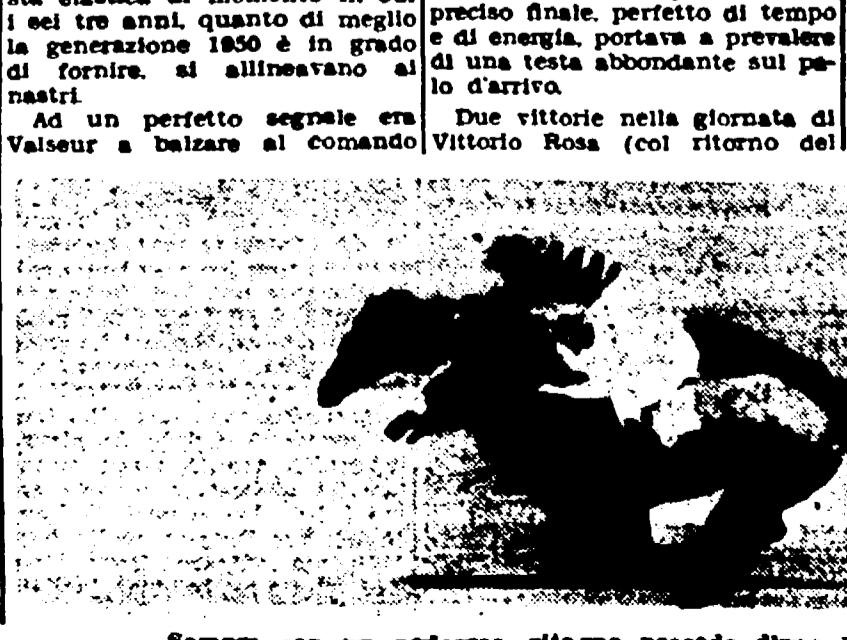 i sei tre anni, quanto di meglio
la generazione 1950 è in grado
di fornire, si allineavano ai
nastri.
Ad un perfetto segnale era
Valseur a balzare al comando
preciso finale, perfetto di tempo
e di energia, portava a prevalere
di una testa abbondante sul pa-
lo d'arrivo.
Due vittorie nella giornata di
Vittorio Rosa (col ritorno del